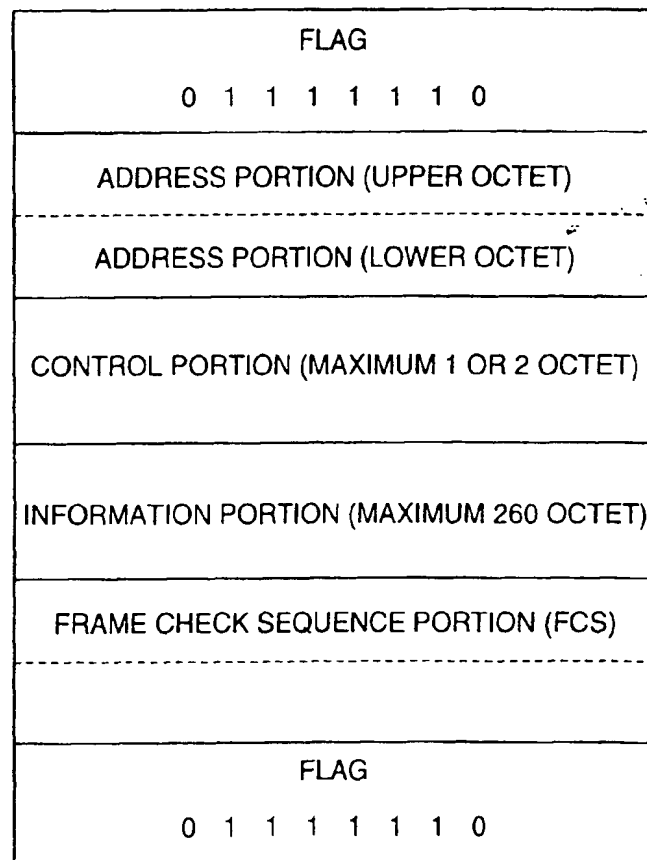 FLAG
0 1 1 1 1 1 1 0
ADDRESS PORTION (UPPER OCTET)
ADDRESS PORTION (LOWER OCTET)
CONTROL PORTION (MAXIMUM 1 OR 2 OCTET)
INFORMATION PORTION (MAXIMUM 260 OCTET)
FRAME CHECK SEQUENCE PORTION (FCS)
FLAG
0 1 1 1 1 1 1 0